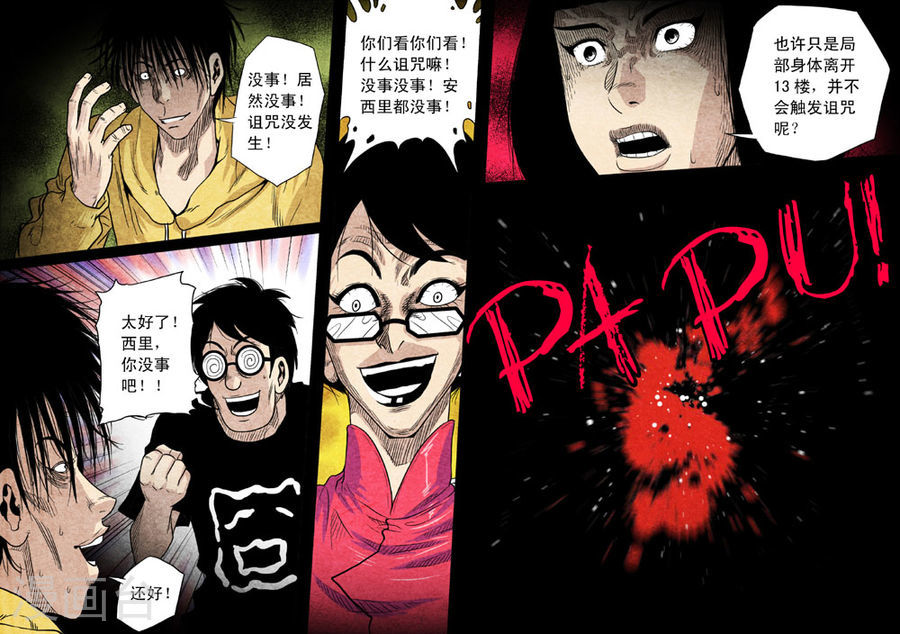 没事！居
然没事！
诅咒没发
生！
太好了！
西里，
你没事
吧！！
还好！
你们看你们看！
什么诅咒嘛！
没事没事！安
西里都没事！
也许只是局
部身体离开
13楼，并不
会触发诅咒
呢？
PA PU!
漫画台